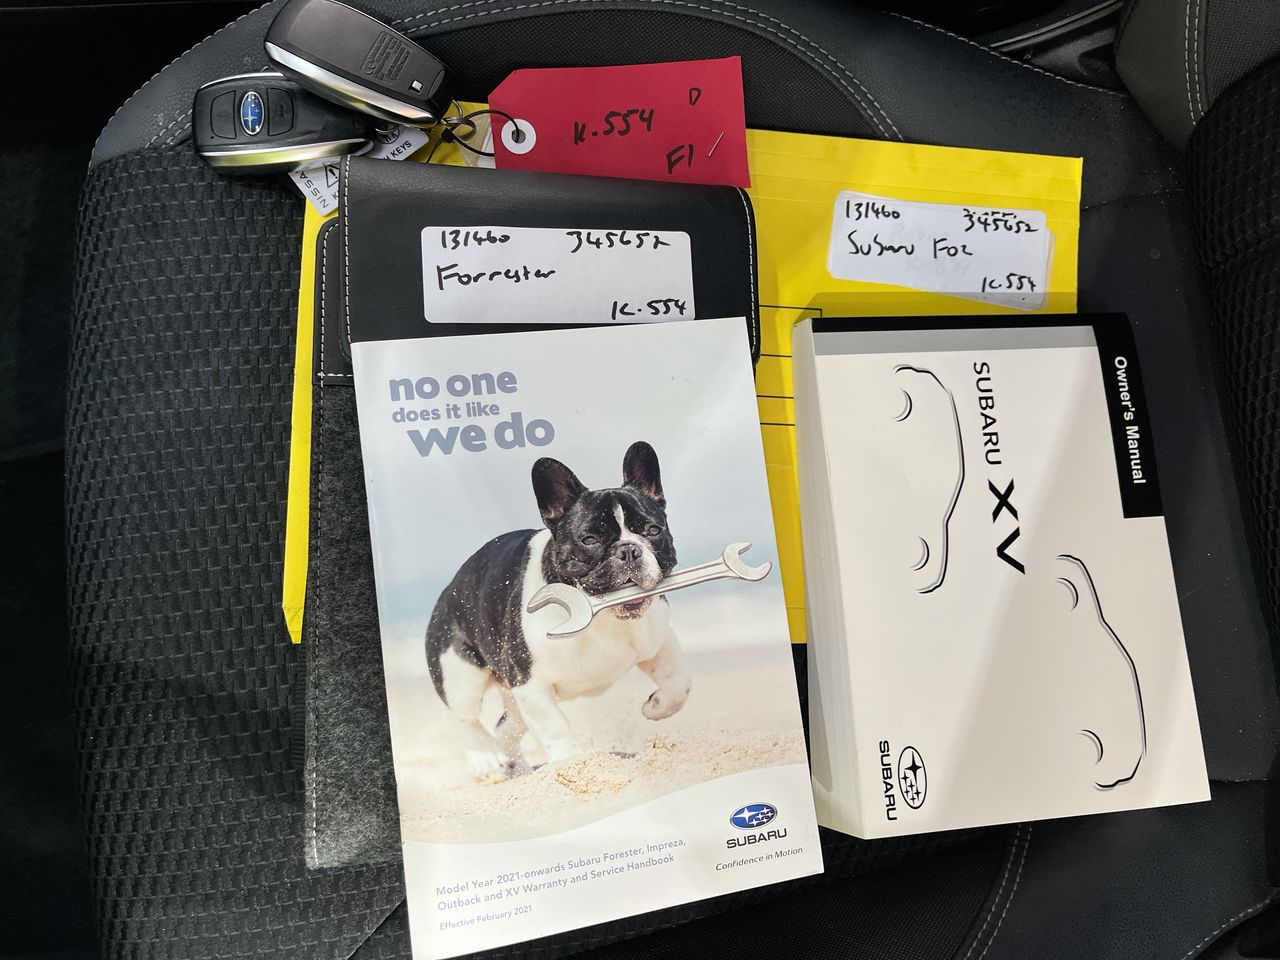 K.554
D
F1
H KEYS
NISSA
131460 345652
Forrester
K.554
131460 345652
Subaru Foz
K.554
no one
does it like
we do
SUBARU
Confidence in Motion
Model Year 2021-onwards Subaru Forester, Impreza,
Outback and XV Warranty and Service Handbook
Effective February 2021
Owner's Manual
SUBARU XV
SUBARU